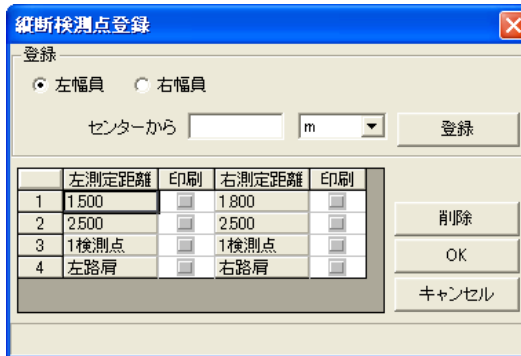 縦断検測点登録
登録
左幅員 右幅員
センターから m 登録
左測定距離 印刷 右測定距離 印刷
1 1.500 1.800
2 2.500 2.500
3 1検測点 1検測点
4 左路肩 右路肩
削除
OK
キャンセル